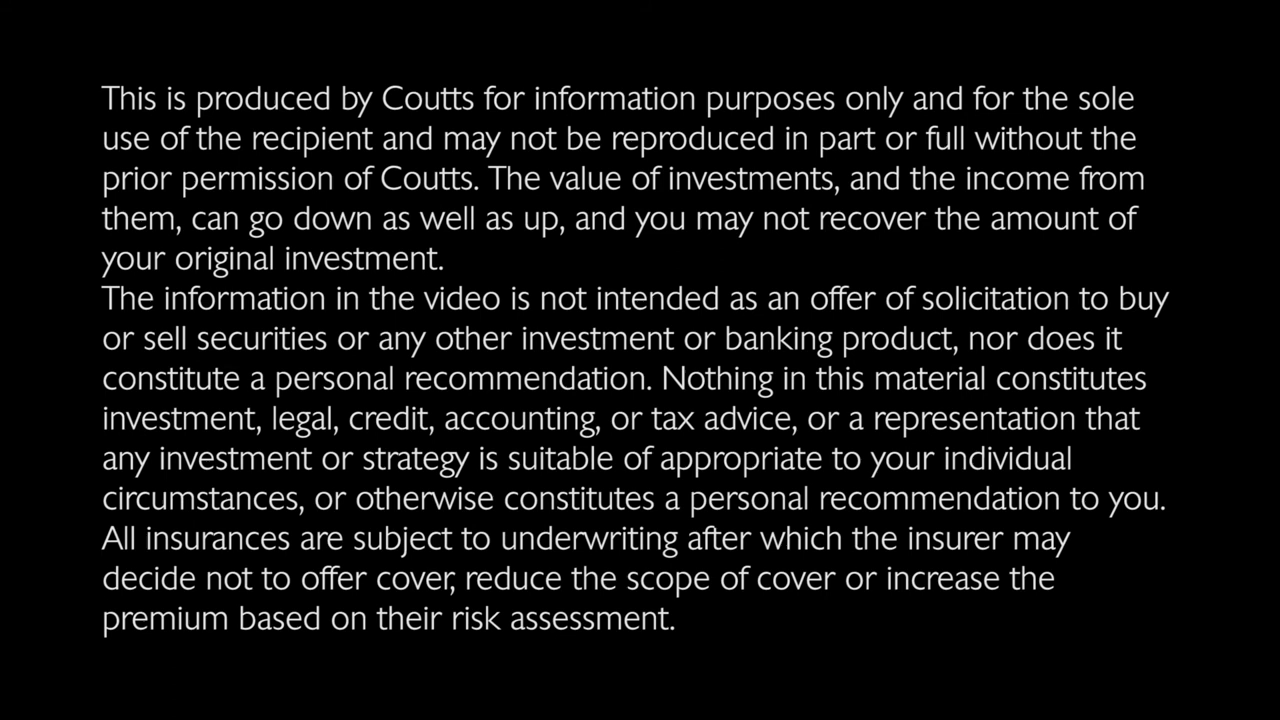 This is produced by Coutts for information purposes only and for the sole
use of the recipient and may not be reproduced in part or full without the
prior permission of Coutts. The value of investments, and the income from
them, can go down as well as up, and you may not recover the amount of
your original investment.
The information in the video is not intended as an offer of solicitation to buy
or sell securities or any other investment or banking product, nor does it
constitute a personal recommendation. Nothing in this material constitutes
investment, legal, credit, accounting, or tax advice, or a representation that
any investment or strategy is suitable of appropriate to your individual
circumstances, or otherwise constitutes a personal recommendation to you.
All insurances are subject to underwriting after which the insurer may
decide not to offer cover, reduce the scope of cover or increase the
premium based on their risk assessment.